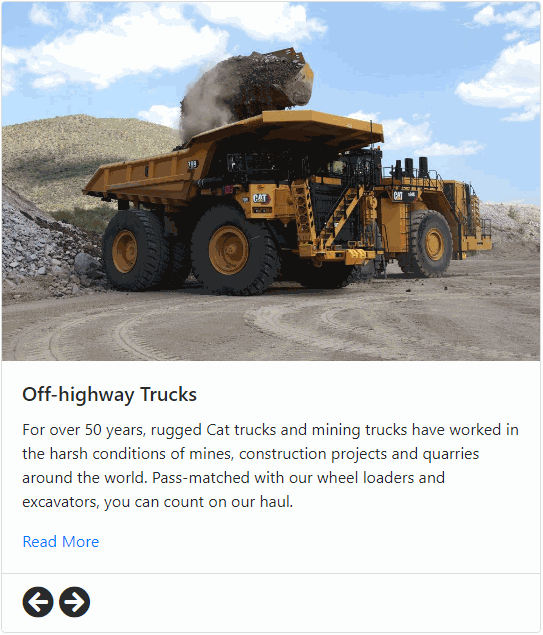 CAT
CAT
Off-highway Trucks
For over 50 years, rugged Cat trucks and mining trucks have worked in
the harsh conditions of mines, construction projects and quarries
around the world. Pass-matched with our wheel loaders and
excavators, you can count on our haul.
Read More